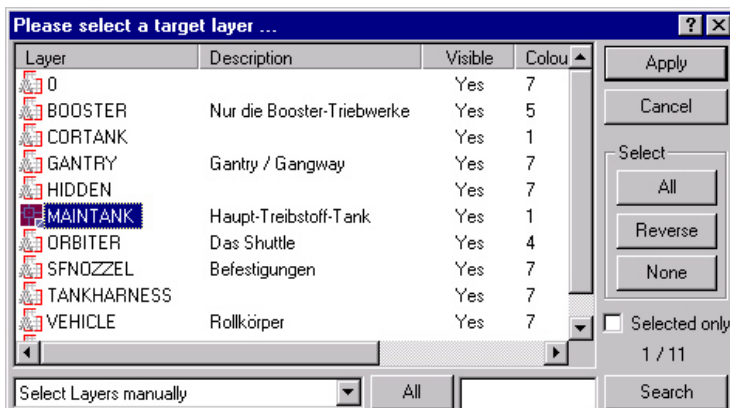 Please select a target layer ...
Layer Description Visible Colou
0 Yes 7
BOOSTER Nur die Booster-Triebwerke Yes 5
CORTANK Yes 1
GANTRY Gantry / Gangway Yes 7
HIDDEN Yes 7
MAINTANK Haupt-Treibstoff-Tank Yes 1
ORBITER Das Shuttle Yes 4
SFNOZZEL Befestigungen Yes 7
TANKHARNESS Yes 7
VEHICLE Rollkörper Yes 7
Select Layers manually All
Apply
Cancel
Select
All
Reverse
None
Selected only
1 / 11
Search